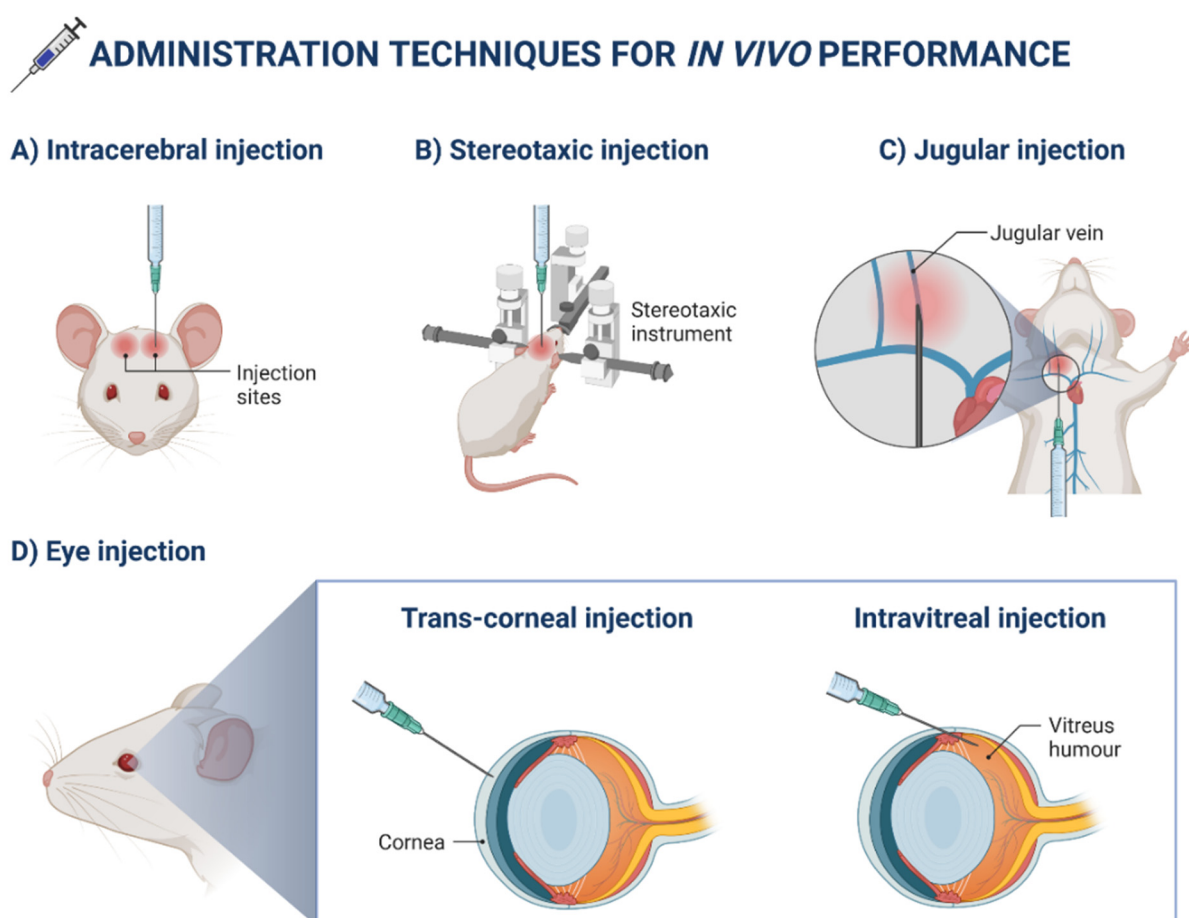 ADMINISTRATION TECHNIQUES FOR IN VIVO PERFORMANCE
A) Intracerebral injection
Injection
sites
B) Stereotaxic injection
Stereotaxic
instrument
C) Jugular injection
Jugular vein
D) Eye injection
Trans-corneal injection
Cornea
Intravitreal injection
Vitreus
humour